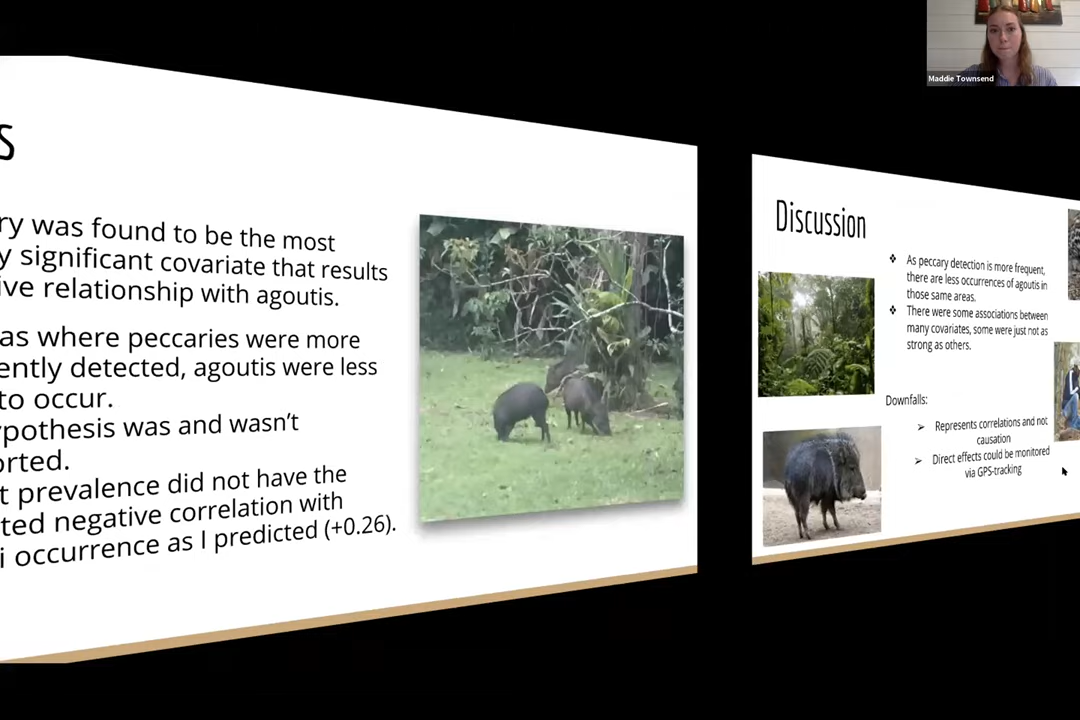 s
ry was found to be the most
y significant covariate that results
ive relationship with agoutis.
as where peccaries were more
ently detected, agoutis were less
to occur.
ypothesis was and wasn't
orted.
t prevalence did not have the
ted negative correlation with
i occurrence as I predicted (+0.26).
Discussion
❖ As peccary detection is more frequent,
there are less occurrences of agoutis in
those same areas.
❖ There were some associations between
many covariates, some were just not as
strong as others.
Downfalls:
➢ Represents correlations and not
causation
➢ Direct effects could be monitored
via GPS-tracking
Maddie Townsend